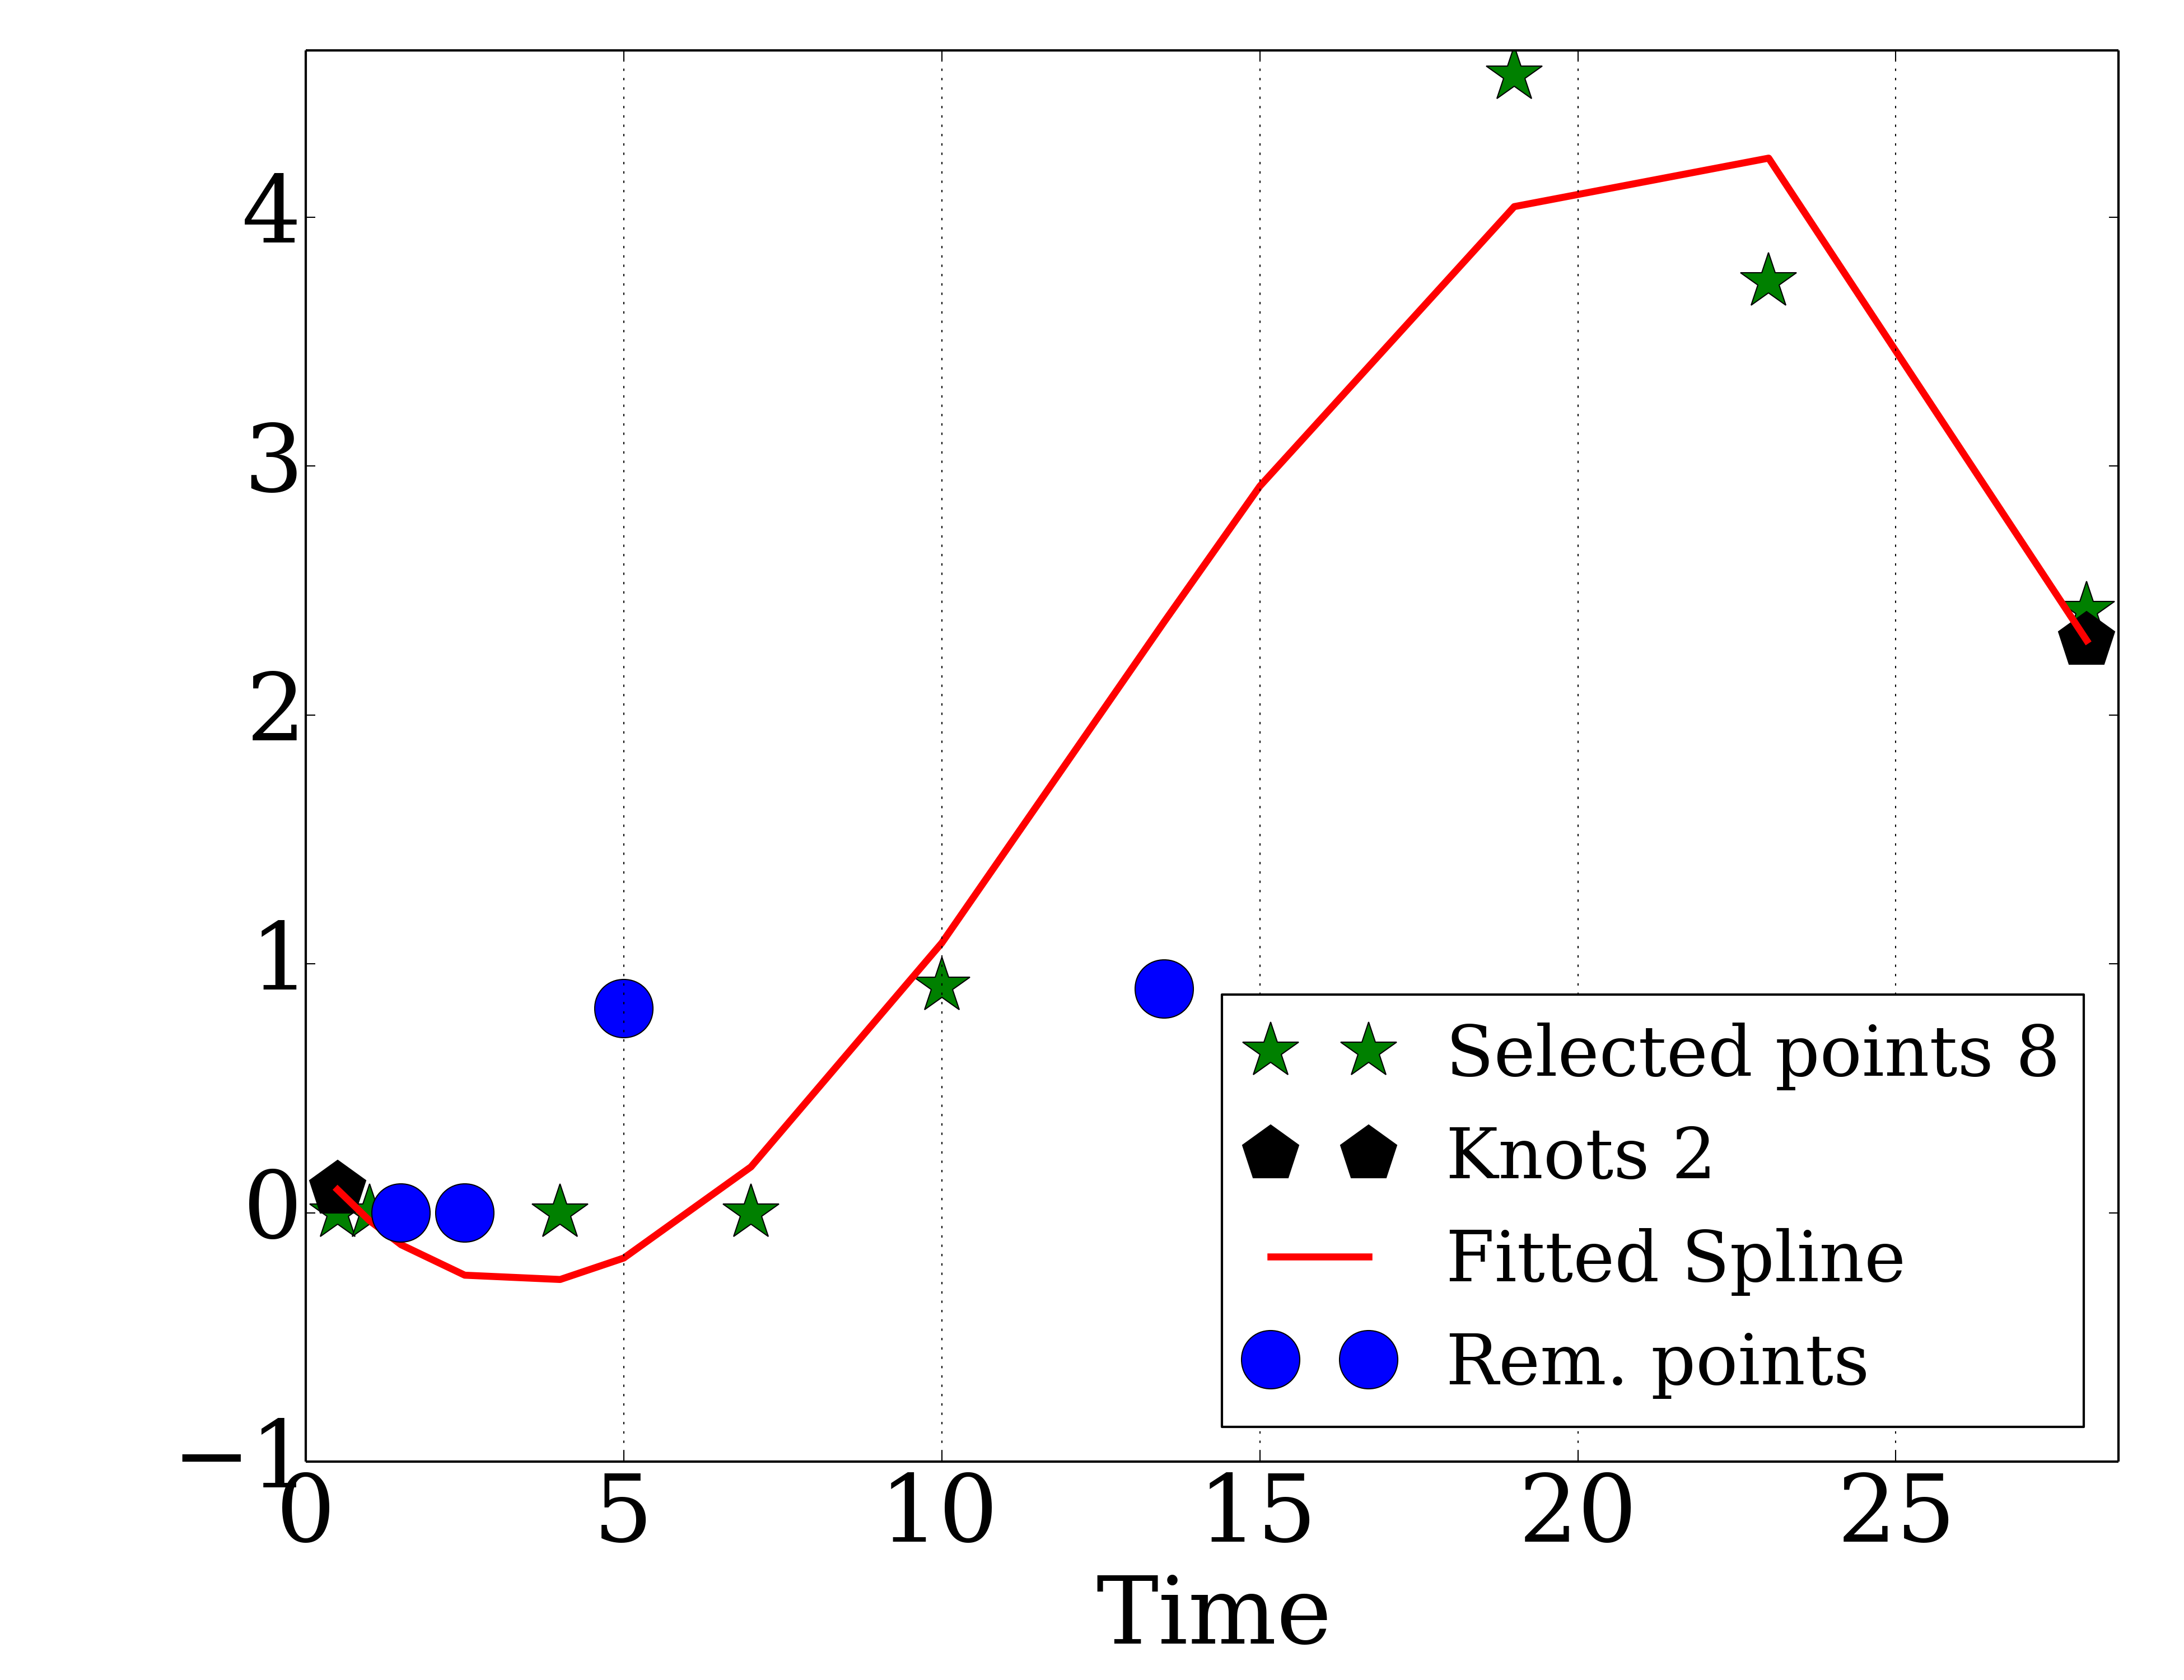 4
3
2
1
0
−1
0 5 10 15 20 25
Time
Selected points 8
Knots 2
Fitted Spline
Rem. points